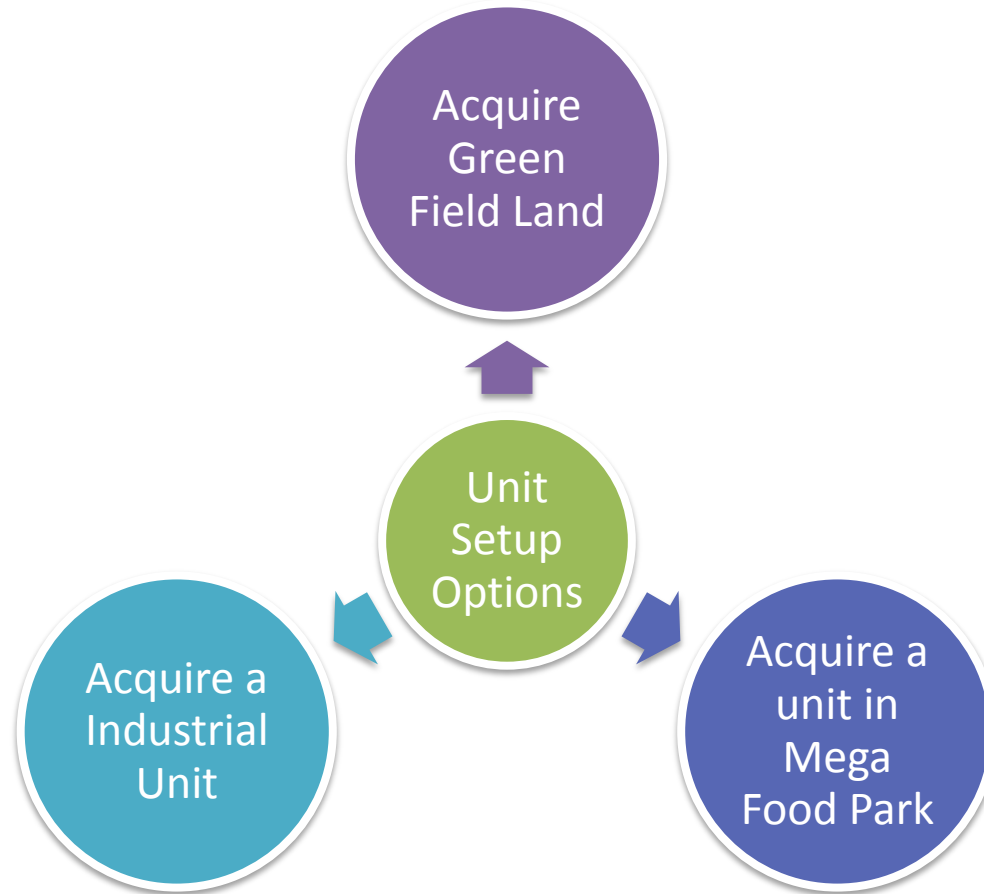 Acquire
Green
Field Land
Unit
Setup
Options
Acquire a
Industrial
Unit
Acquire a
unit in
Mega
Food Park